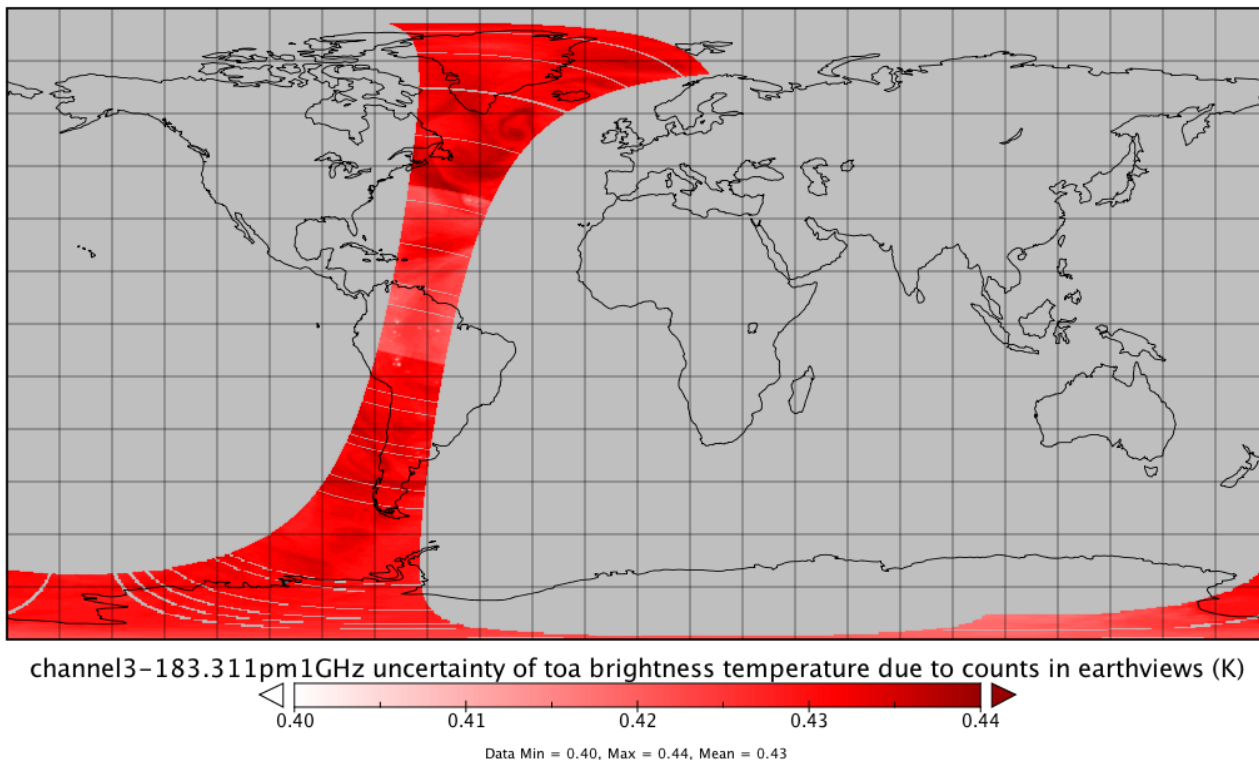 channel3-183.311pm1GHz uncertainty of toa brightness temperature due to counts in earthviews (K)
0.40 0.41 0.42 0.43 0.44
Data Min = 0.40, Max = 0.44, Mean = 0.43